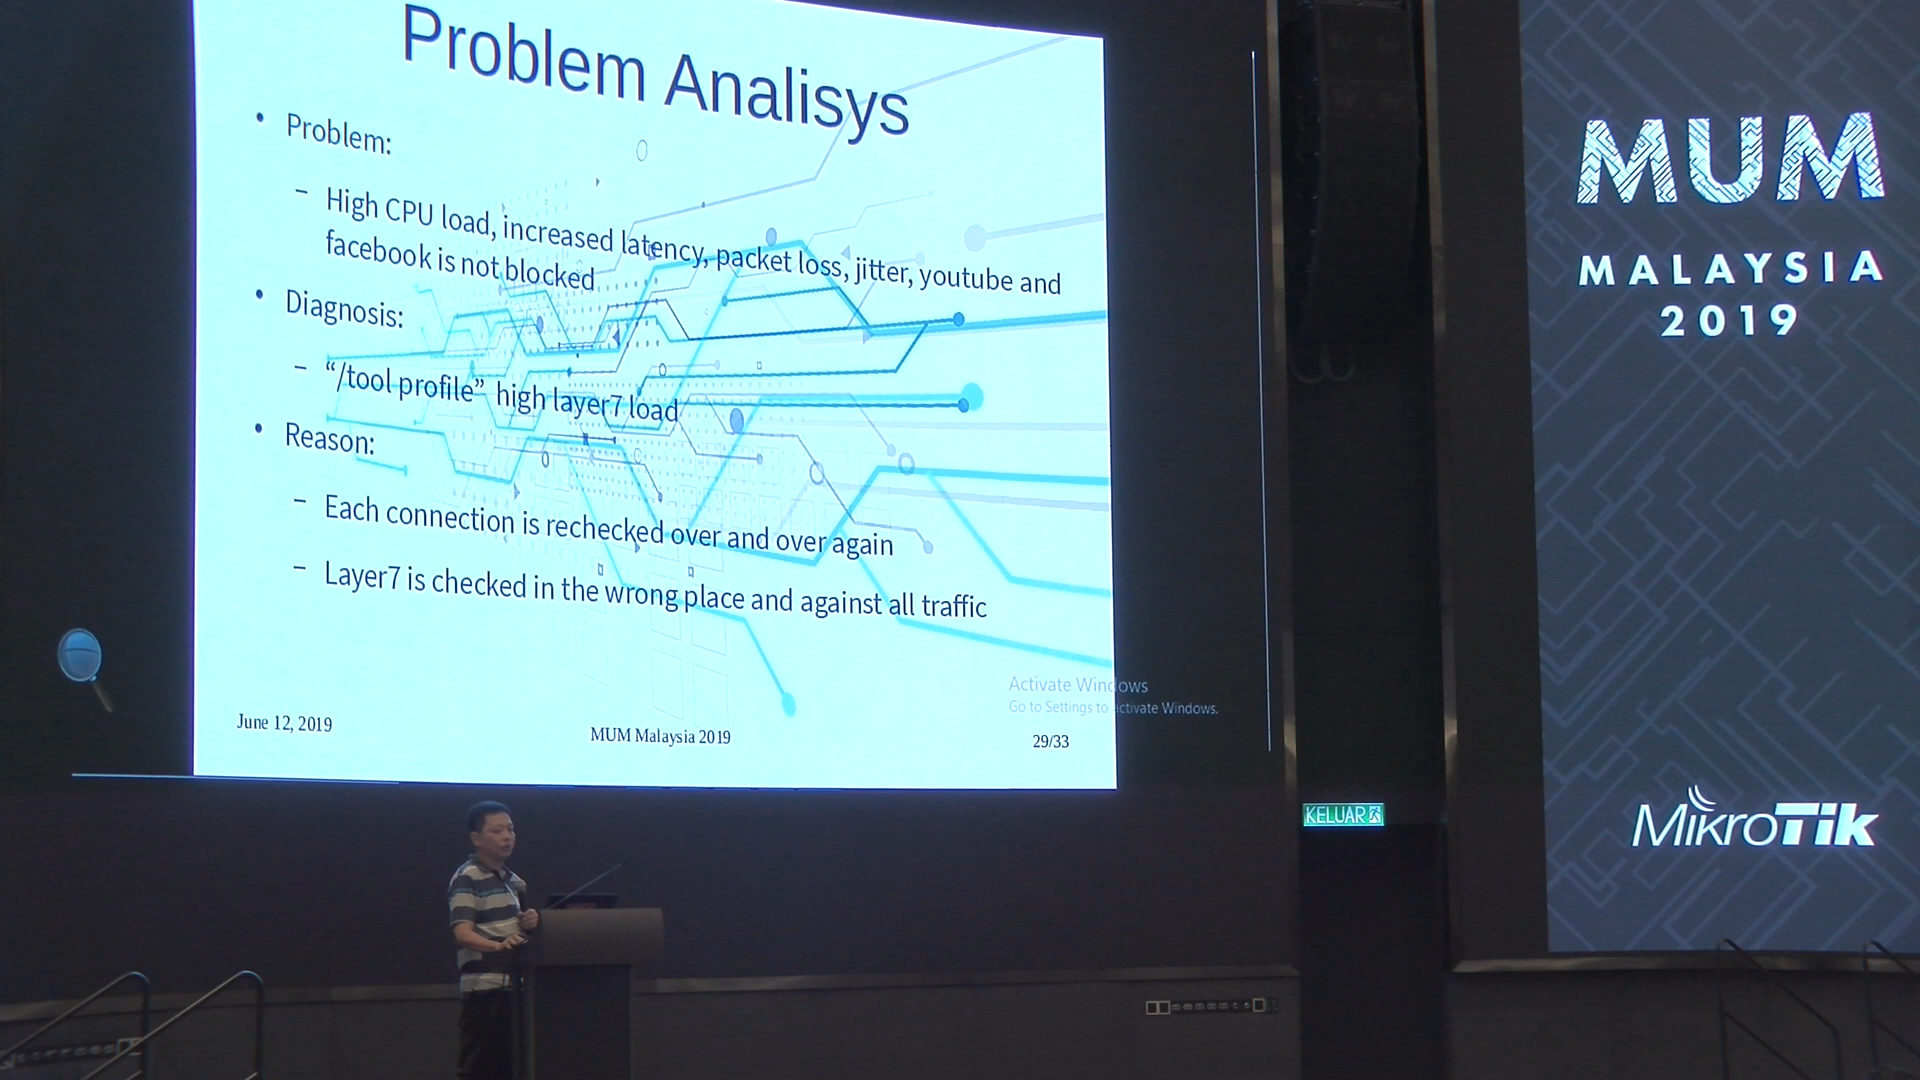 Problem Analisys
• Problem:
– High CPU load, increased latency, packet loss, jitter, youtube and
facebook is not blocked
• Diagnosis:
– “/tool profile” high layer7 load
• Reason:
– Each connection is rechecked over and over again
– Layer7 is checked in the wrong place and against all traffic
Activate Windows
Go to Settings to activate Windows.
June 12, 2019
MUM Malaysia 2019
29/33
MUM
MALAYSIA
2019
KELUAR
MikroTik